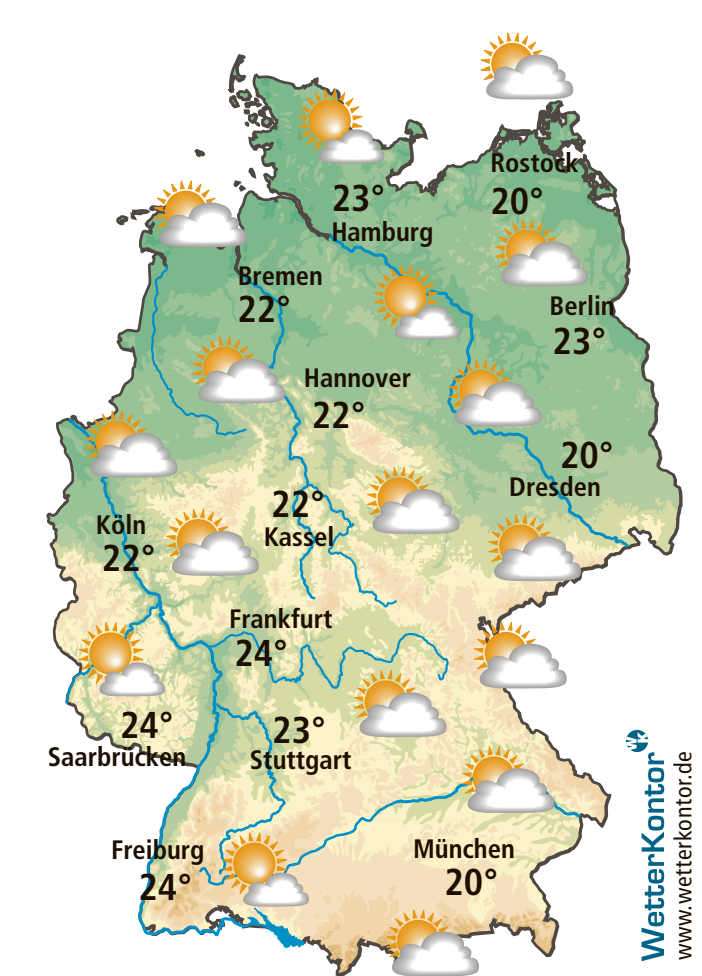 Rostock
20°
23°
Hamburg
Bremen
22°
Berlin
23°
Hannover
22°
20°
Dresden
22°
Kassel
Köln
22°
Frankfurt
24°
24°
Saarbrücken
23°
Stuttgart
Freiburg
24°
München
20°
WetterKontor
www.wetterkontor.de